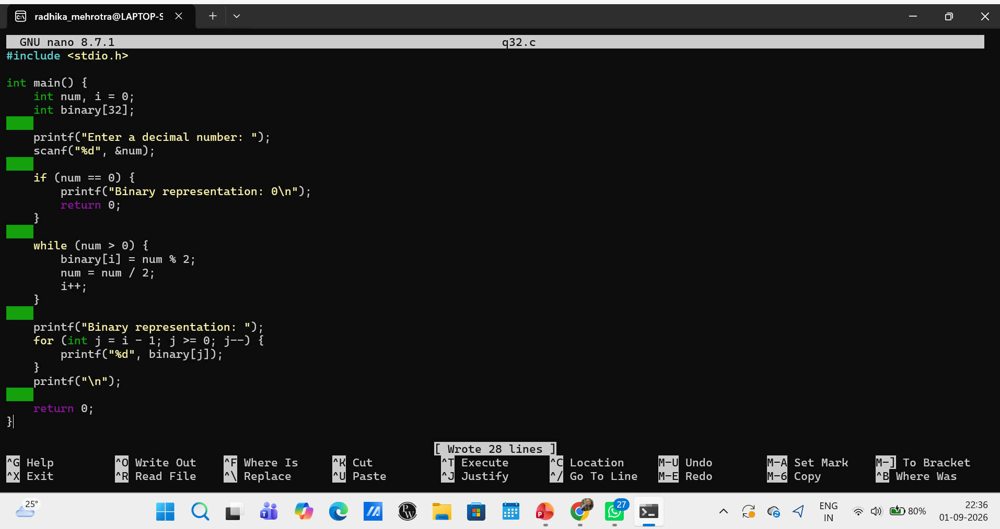 radhika_mehrotra@LAPTOP-S
GNU nano 8.7.1 q32.c
#include <stdio.h>
int main() {
    int num, i = 0;
    int binary[32];
    printf("Enter a decimal number: ");
    scanf("%d", &num);
    if (num == 0) {
        printf("Binary representation: 0\n");
        return 0;
    }
    while (num > 0) {
        binary[i] = num % 2;
        num = num / 2;
        i++;
    }
    printf("Binary representation: ");
    for (int j = i - 1; j >= 0; j--) {
        printf("%d", binary[j]);
    }
    printf("\n");
    return 0;
}
[ Wrote 28 lines ]
^G Help ^O Write Out ^F Where Is ^K Cut ^T Execute ^C Location M-U Undo M-A Set Mark M-] To Bracket
^X Exit ^R Read File ^\ Replace ^U Paste ^J Justify ^/ Go To Line M-E Redo M-6 Copy ^B Where Was
25°
27
ENG
IN
80%
22:36
01-09-2026